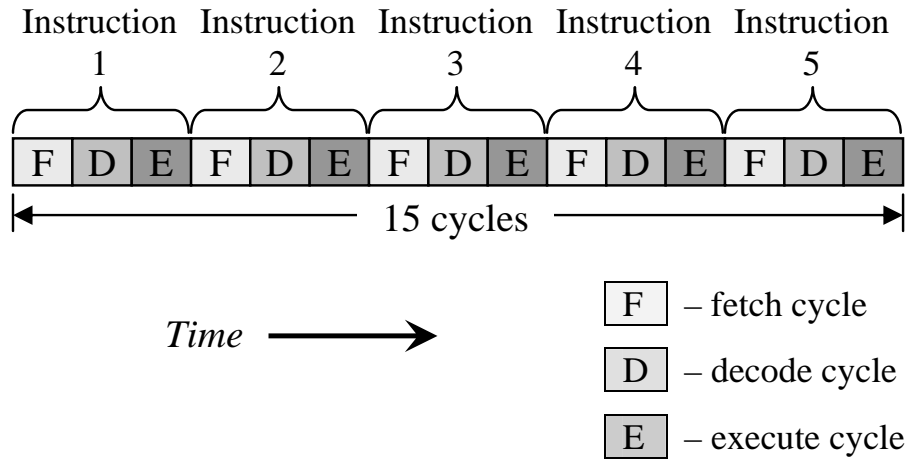 Instruction Instruction Instruction Instruction Instruction
1 2 3 4 5
F D E F D E F D E F D E F D E
15 cycles
F – fetch cycle
Time
D – decode cycle
E – execute cycle